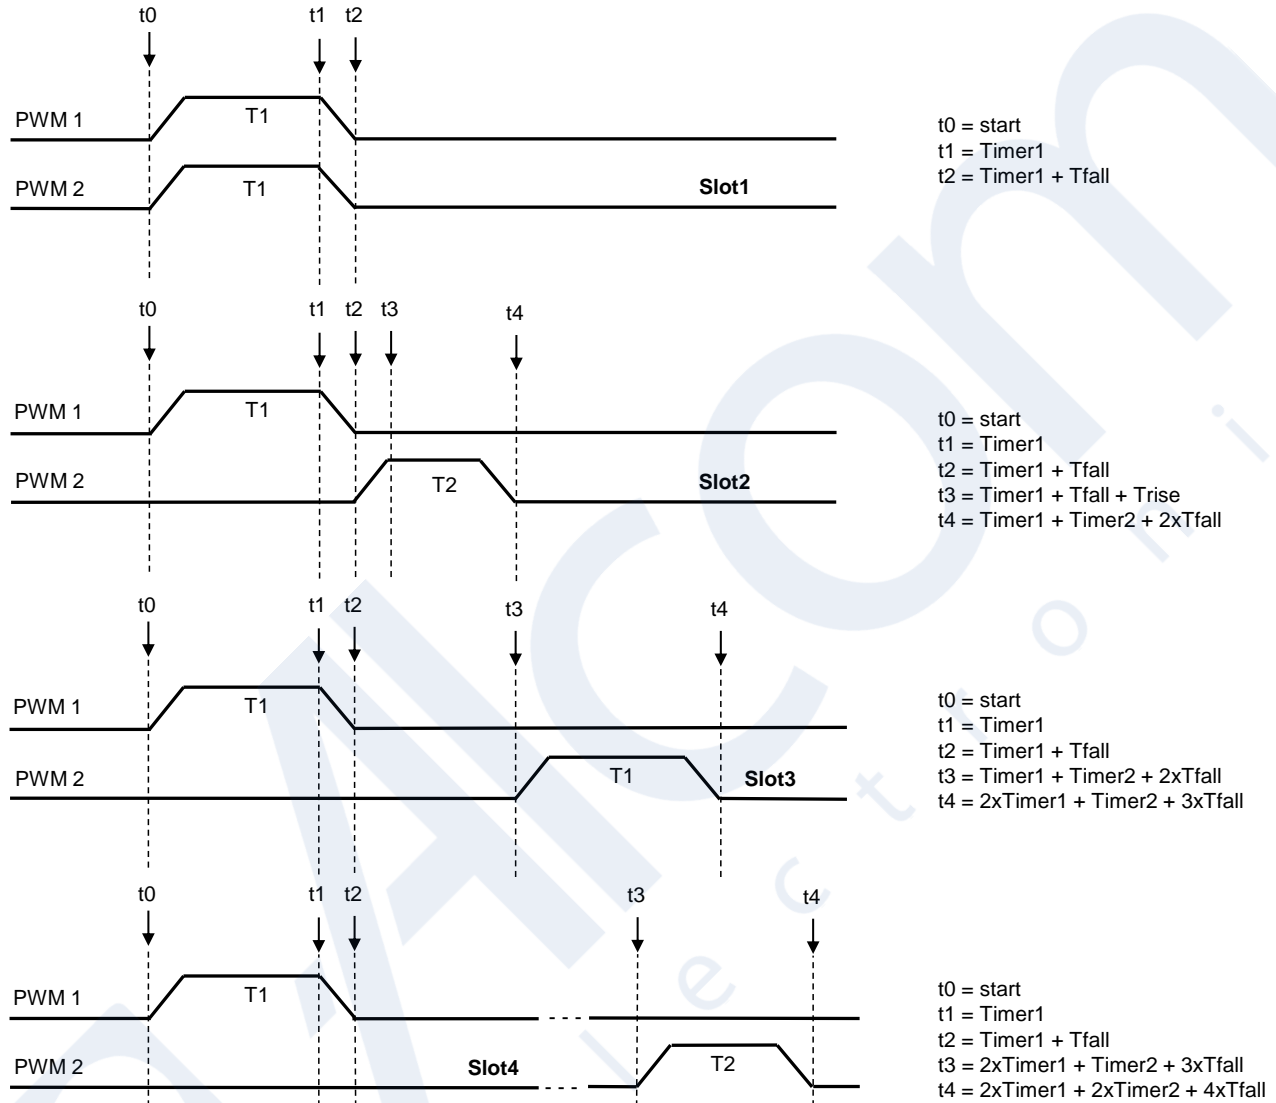 t0 t1 t2
PWM 1 T1
PWM 2 T1 Slot1
t0 = start
t1 = Timer1
t2 = Timer1 + Tfall
t0 t1 t2 t3 t4
PWM 1 T1
PWM 2 T2 Slot2
t0 = start
t1 = Timer1
t2 = Timer1 + Tfall
t3 = Timer1 + Tfall + Trise
t4 = Timer1 + Timer2 + 2xTfall
t0 t1 t2 t3 t4
PWM 1 T1
PWM 2 T1 Slot3
t0 = start
t1 = Timer1
t2 = Timer1 + Tfall
t3 = Timer1 + Timer2 + 2xTfall
t4 = 2xTimer1 + Timer2 + 3xTfall
t0 t1 t2 t3 t4
PWM 1 T1
PWM 2 Slot4 T2
t0 = start
t1 = Timer1
t2 = Timer1 + Tfall
t3 = 2xTimer1 + Timer2 + 3xTfall
t4 = 2xTimer1 + 2xTimer2 + 4xTfall
Alcom
lectroni